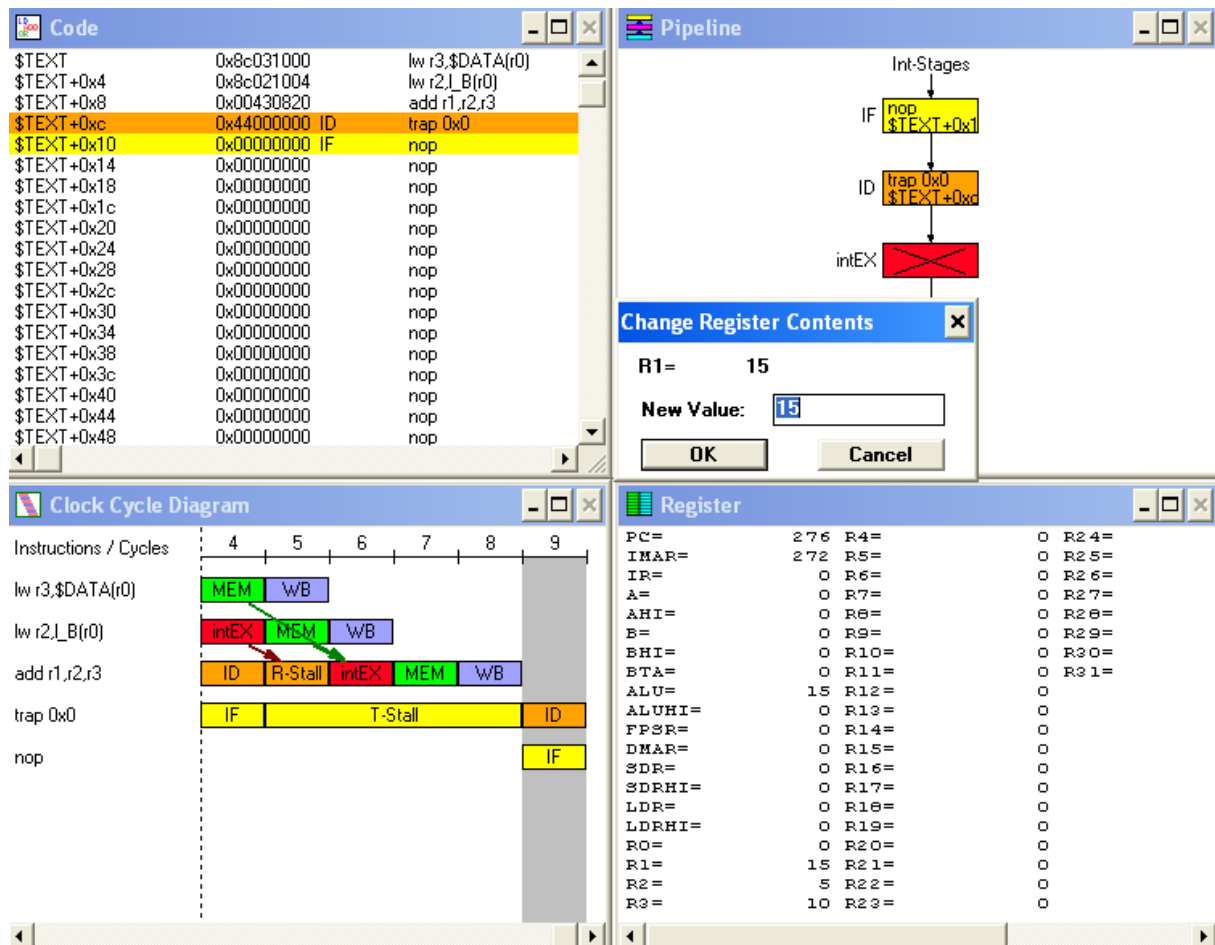 Code
$TEXT 0x8c031000 lw r3,$DATA(r0)
$TEXT+0x4 0x8c021004 lw r2,l_B(r0)
$TEXT+0x8 0x00430820 add r1,r2,r3
$TEXT+0xc 0x44000000 ID trap 0x0
$TEXT+0x10 0x00000000 IF nop
$TEXT+0x14 0x00000000 nop
$TEXT+0x18 0x00000000 nop
$TEXT+0x1c 0x00000000 nop
$TEXT+0x20 0x00000000 nop
$TEXT+0x24 0x00000000 nop
$TEXT+0x28 0x00000000 nop
$TEXT+0x2c 0x00000000 nop
$TEXT+0x30 0x00000000 nop
$TEXT+0x34 0x00000000 nop
$TEXT+0x38 0x00000000 nop
$TEXT+0x3c 0x00000000 nop
$TEXT+0x40 0x00000000 nop
$TEXT+0x44 0x00000000 nop
$TEXT+0x48 0x00000000 nop
Pipeline
Int-Stages
IF nop
$TEXT+0x1
ID trap 0x0
$TEXT+0xc
intEX
Change Register Contents
R1= 15
New Value: 15
OK Cancel
Clock Cycle Diagram
Instructions / Cycles 4 5 6 7 8 9
lw r3,$DATA(r0) MEM WB
lw r2,l_B(r0) intEX MEM WB
add r1,r2,r3 ID R-Stall intEX MEM WB
trap 0x0 IF T-Stall ID
nop IF
Register
PC= 276 R4= 0 R24=
IMAR= 272 R5= 0 R25=
IR= 0 R6= 0 R26=
A= 0 R7= 0 R27=
AHI= 0 R8= 0 R28=
B= 0 R9= 0 R29=
BHI= 0 R10= 0 R30=
BTA= 0 R11= 0 R31=
ALU= 15 R12= 0
ALUHI= 0 R13= 0
FPSR= 0 R14= 0
DMAR= 0 R15= 0
SDR= 0 R16= 0
SDRHI= 0 R17= 0
LDR= 0 R18= 0
LDRHI= 0 R19= 0
R0= 0 R20= 0
R1= 15 R21= 0
R2= 5 R22= 0
R3= 10 R23= 0